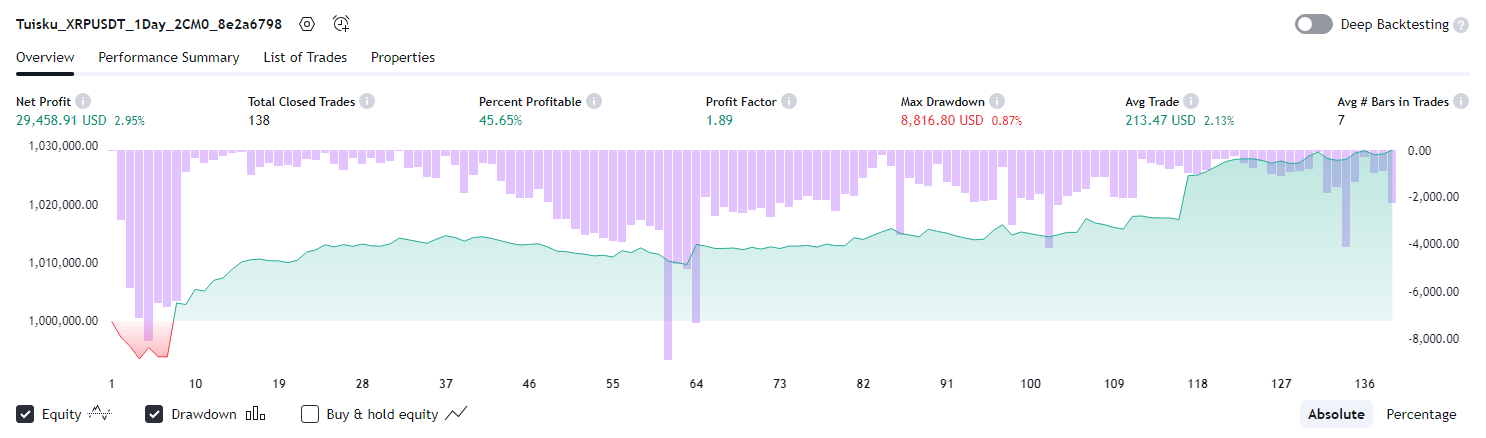 Tuisku_XRPUSDT_1Day_2CM0_8e2a6798 Deep Backtesting ?
Overview Performance Summary List of Trades Properties
Net Profit Total Closed Trades Percent Profitable Profit Factor Max Drawdown Avg Trade Avg # Bars in Trades
29,458.91 USD 2.95% 138 45.65% 1.89 8,816.80 USD 0.87% 213.47 USD 2.13% 7
1,030,000.00 0.00
1,020,000.00 -2,000.00
1,010,000.00 -4,000.00
-6,000.00
1,000,000.00 -8,000.00
1 10 19 28 37 46 55 64 73 82 91 100 109 118 127 136
Equity Drawdown Buy & hold equity Absolute Percentage